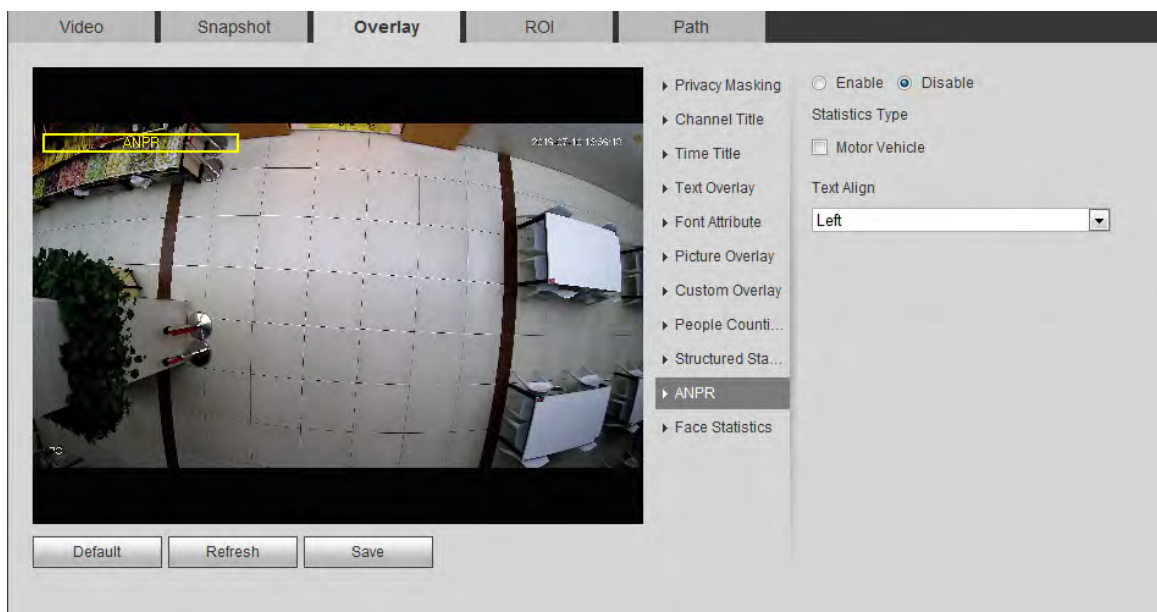 Video Snapshot Overlay ROI Path
Privacy Masking
Channel Title
Time Title
Text Overlay
Font Attribute
Picture Overlay
Custom Overlay
People Counti...
Structured Sta...
ANPR
Face Statistics
Enable Disable
Statistics Type
Motor Vehicle
Text Align
Left
ANPR
Default Refresh Save